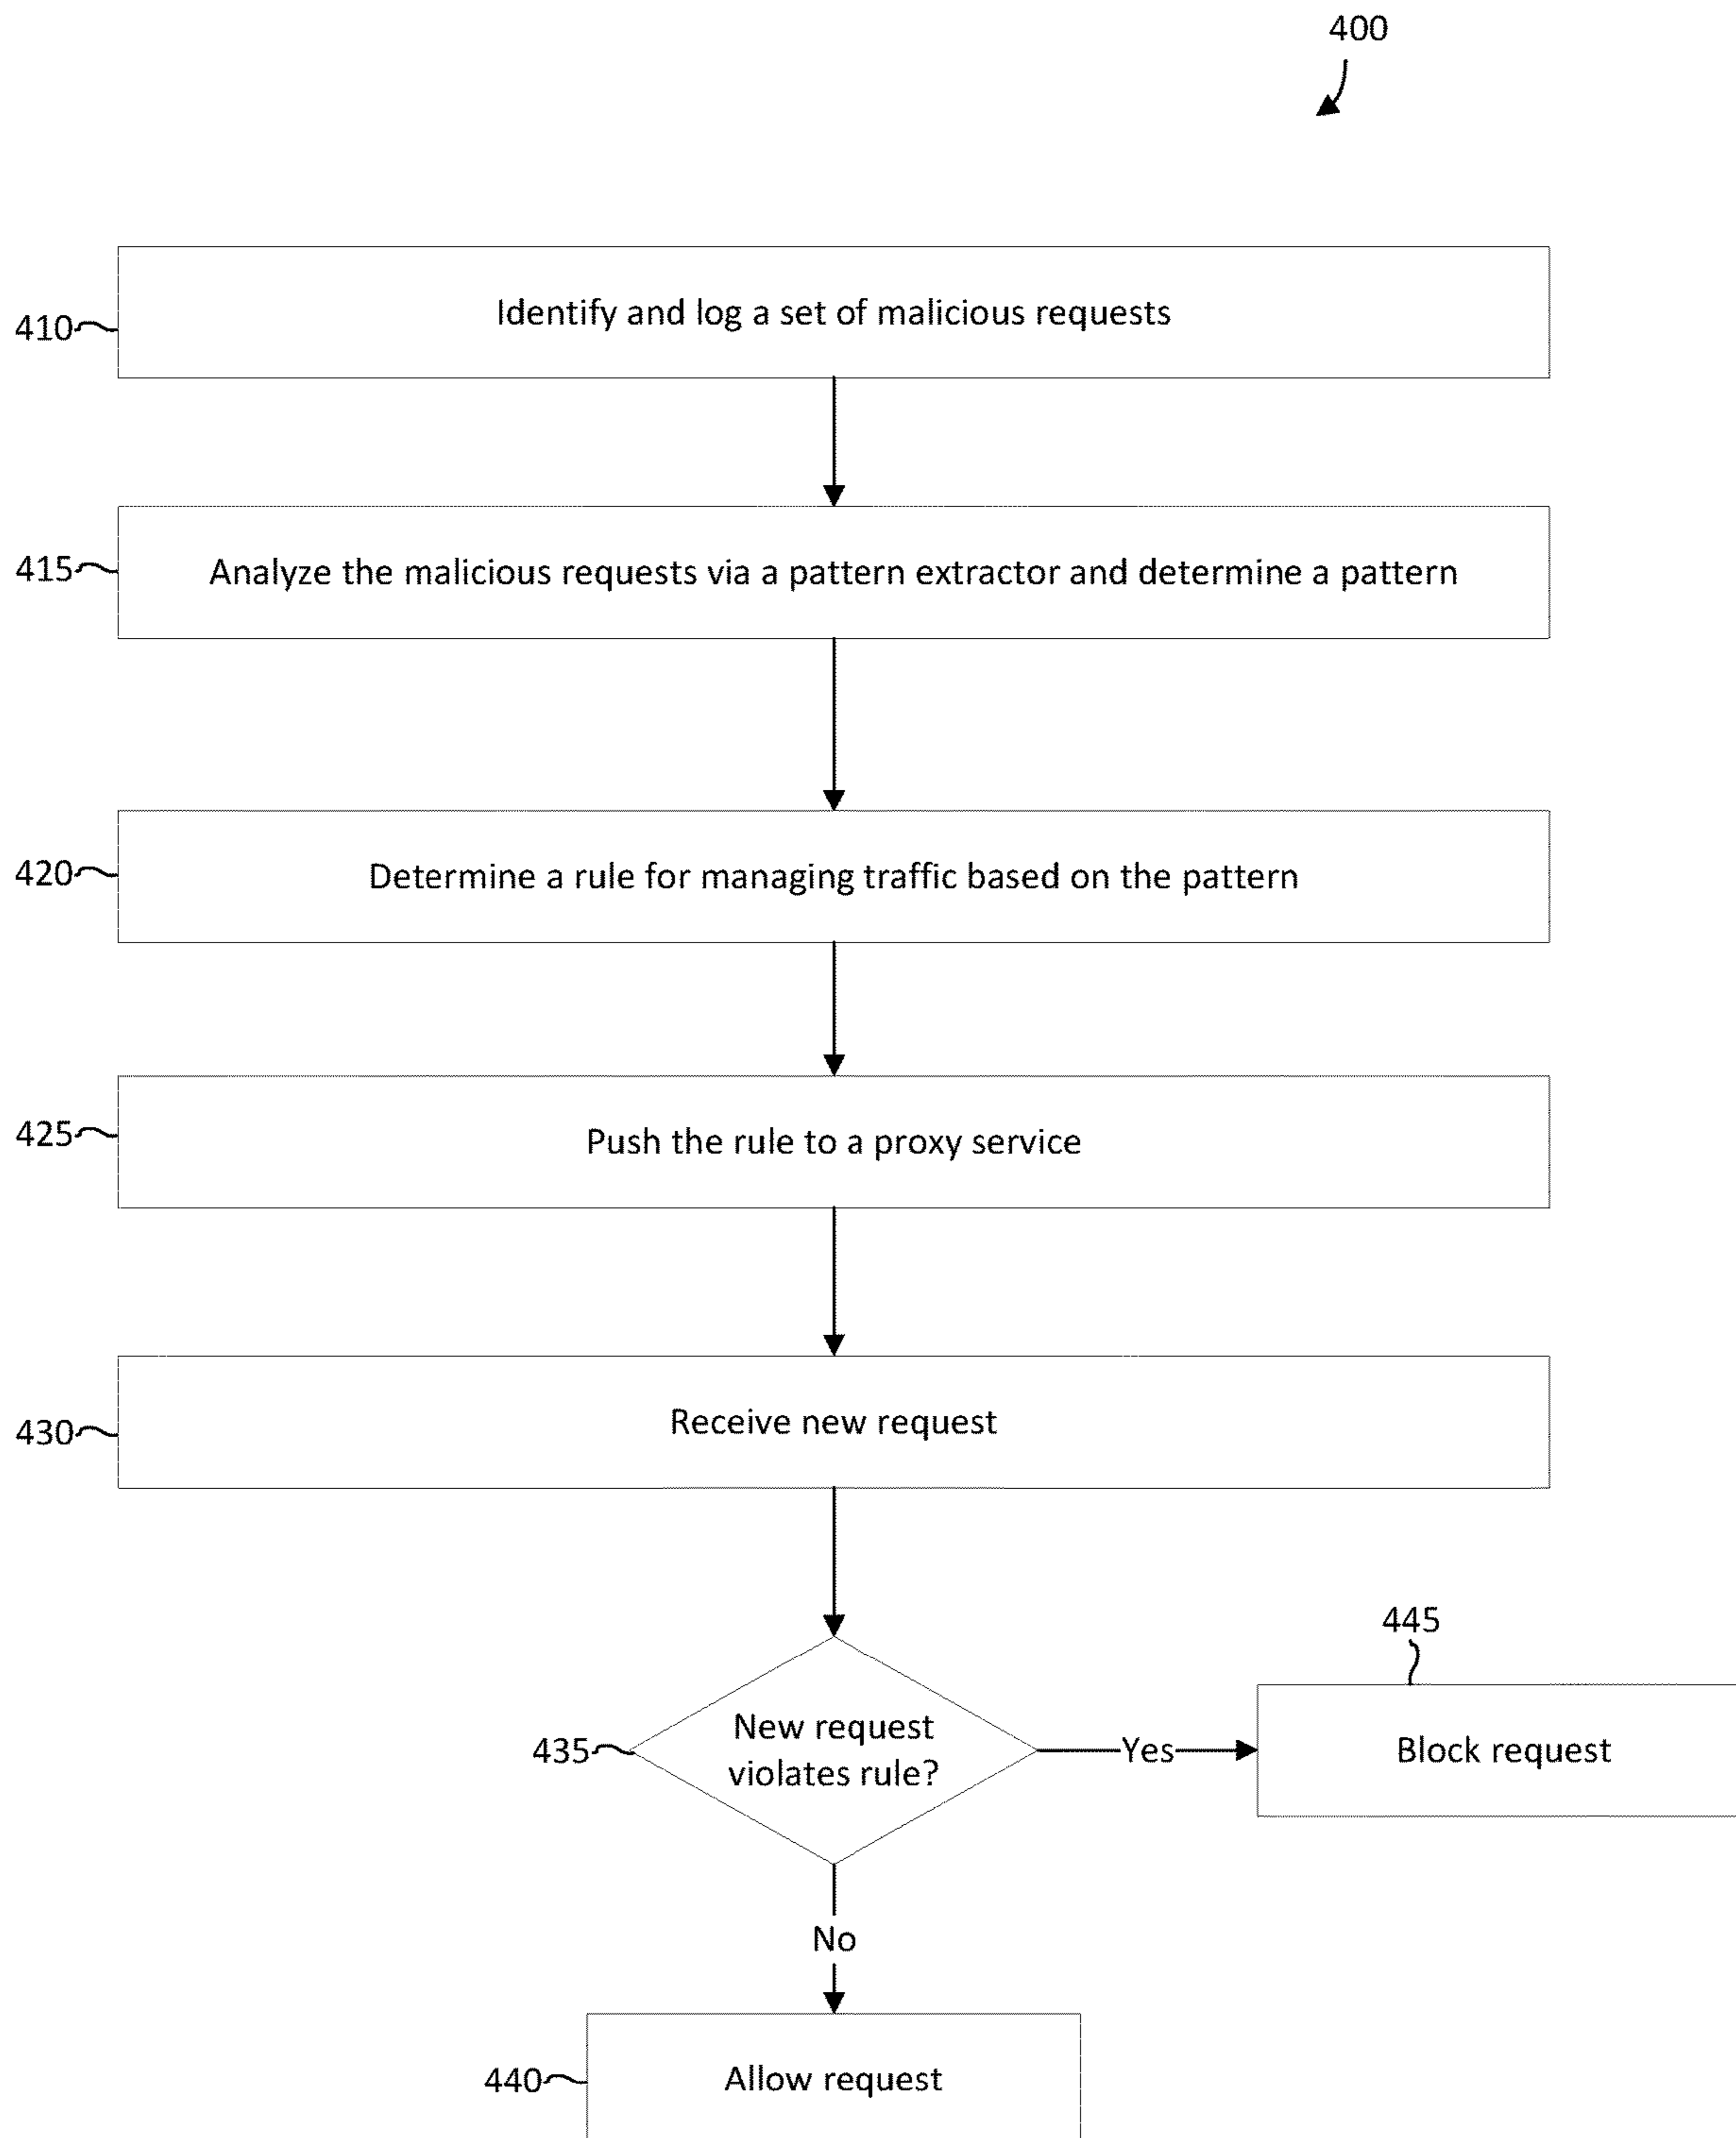 400
410
Identify and log a set of malicious requests
415
Analyze the malicious requests via a pattern extractor and determine a pattern
420
Determine a rule for managing traffic based on the pattern
425
Push the rule to a proxy service
430
Receive new request
435
New request
violates rule?
Yes
445
Block request
No
440
Allow request